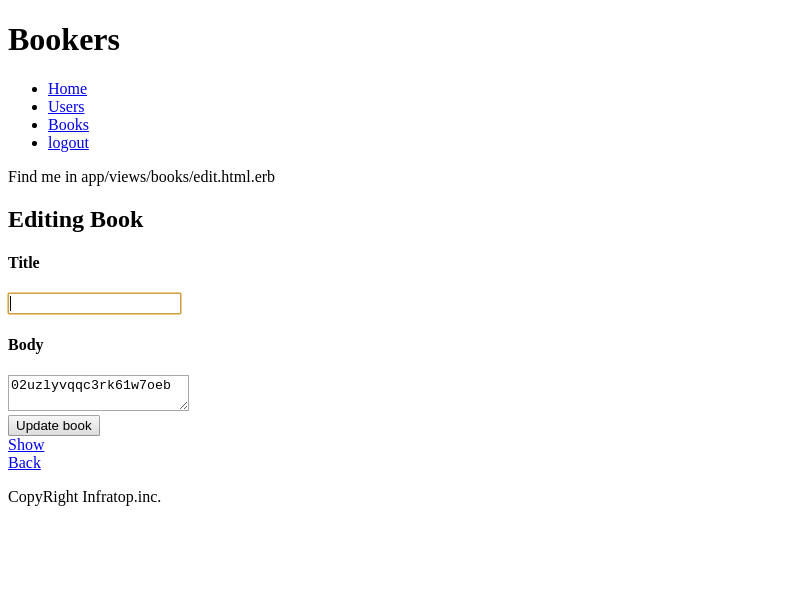 Bookers
Home
Users
Books
logout
Find me in app/views/books/edit.html.erb
Editing Book
Title
Body
02uzlyvqqc3rk61w7oeb
Update book
Show
Back
CopyRight Infratop.inc.